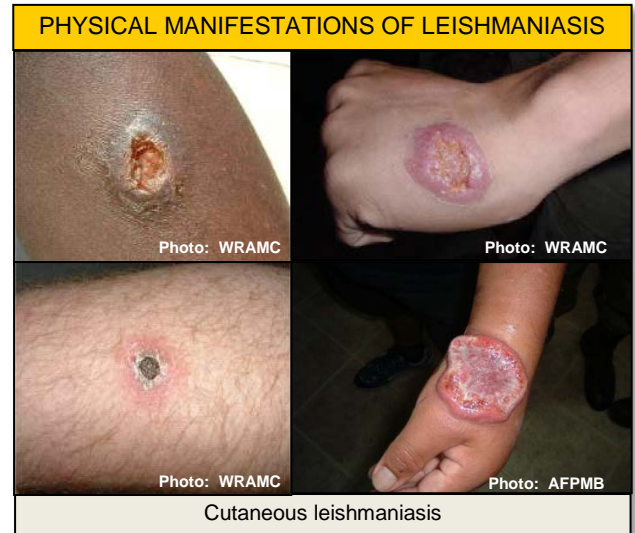 PHYSICAL MANIFESTATIONS OF LEISHMANIASIS
Photo: WRAMC
Photo: WRAMC
Photo: WRAMC
Photo: AFPMB
Cutaneous leishmaniasis